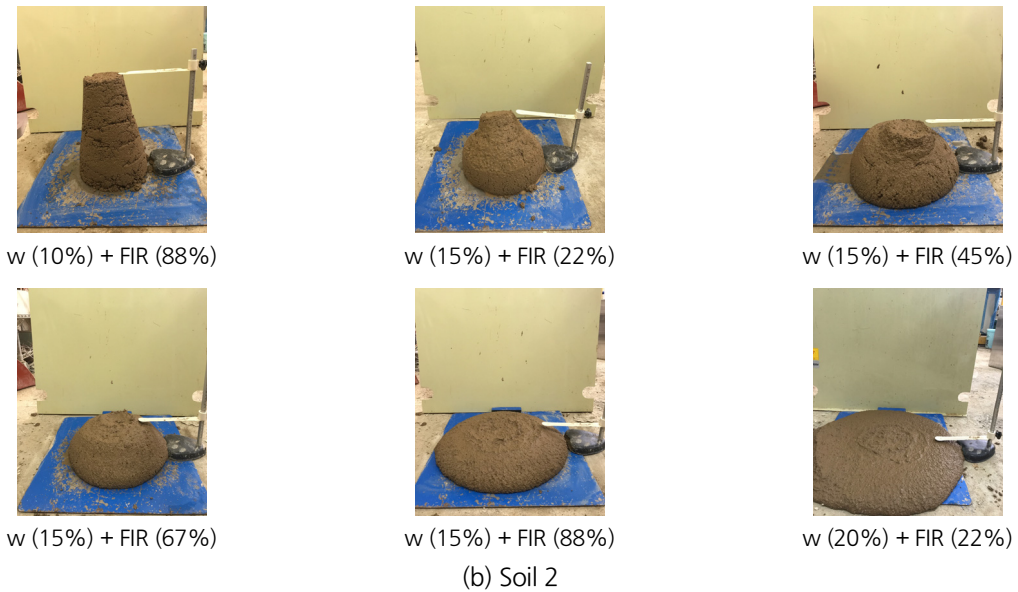 w (10%) + FIR (88%)
w (15%) + FIR (22%)
w (15%) + FIR (45%)
w (15%) + FIR (67%)
w (15%) + FIR (88%)
w (20%) + FIR (22%)
(b) Soil 2